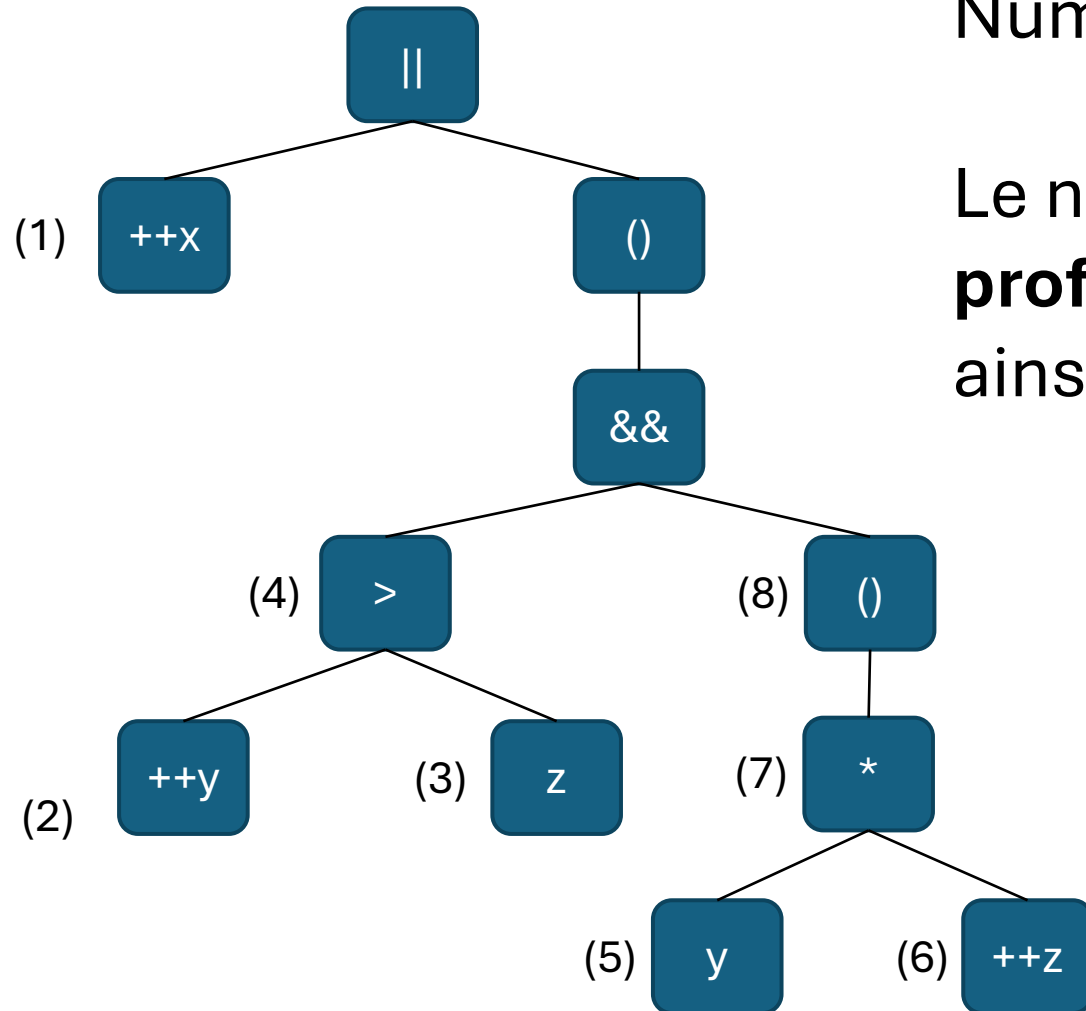 Num
||
Le n
(1) ++x ()
prof
ains
&&
(4) > (8) ()
(2) ++y (3) z (7) *
(5) y (6) ++z